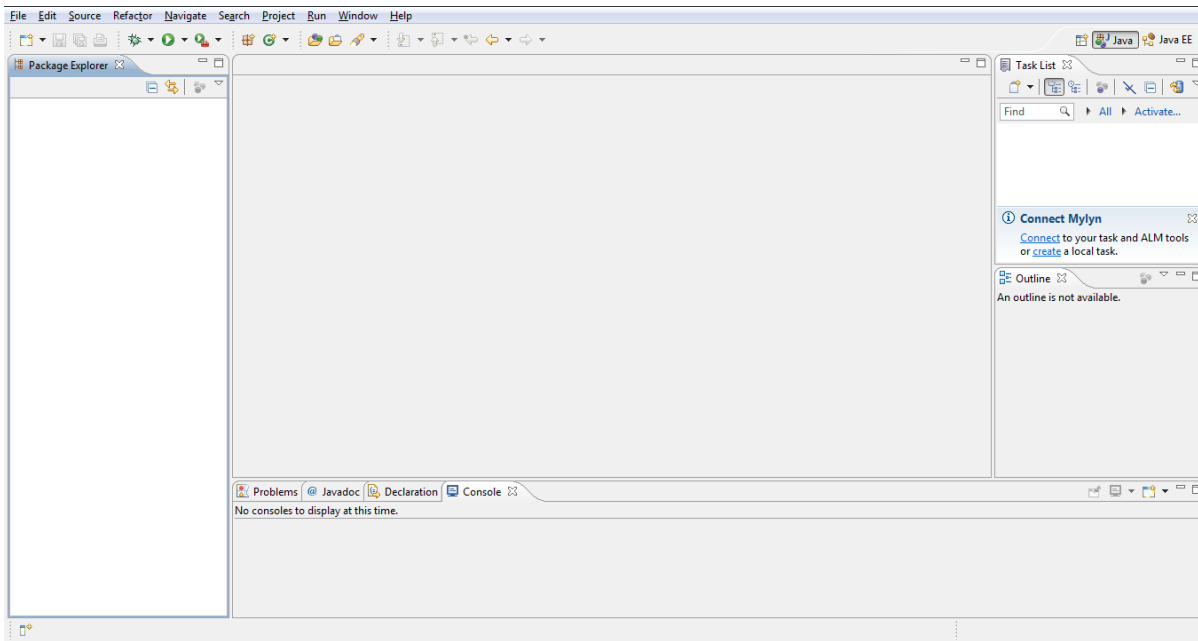 File Edit Source Refactor Navigate Search Project Run Window Help
Java Java EE
Package Explorer
Task List
Find All Activate...
Connect Mylyn
Connect to your task and ALM tools
or create a local task.
Outline
An outline is not available.
Problems @ Javadoc Declaration Console
No consoles to display at this time.